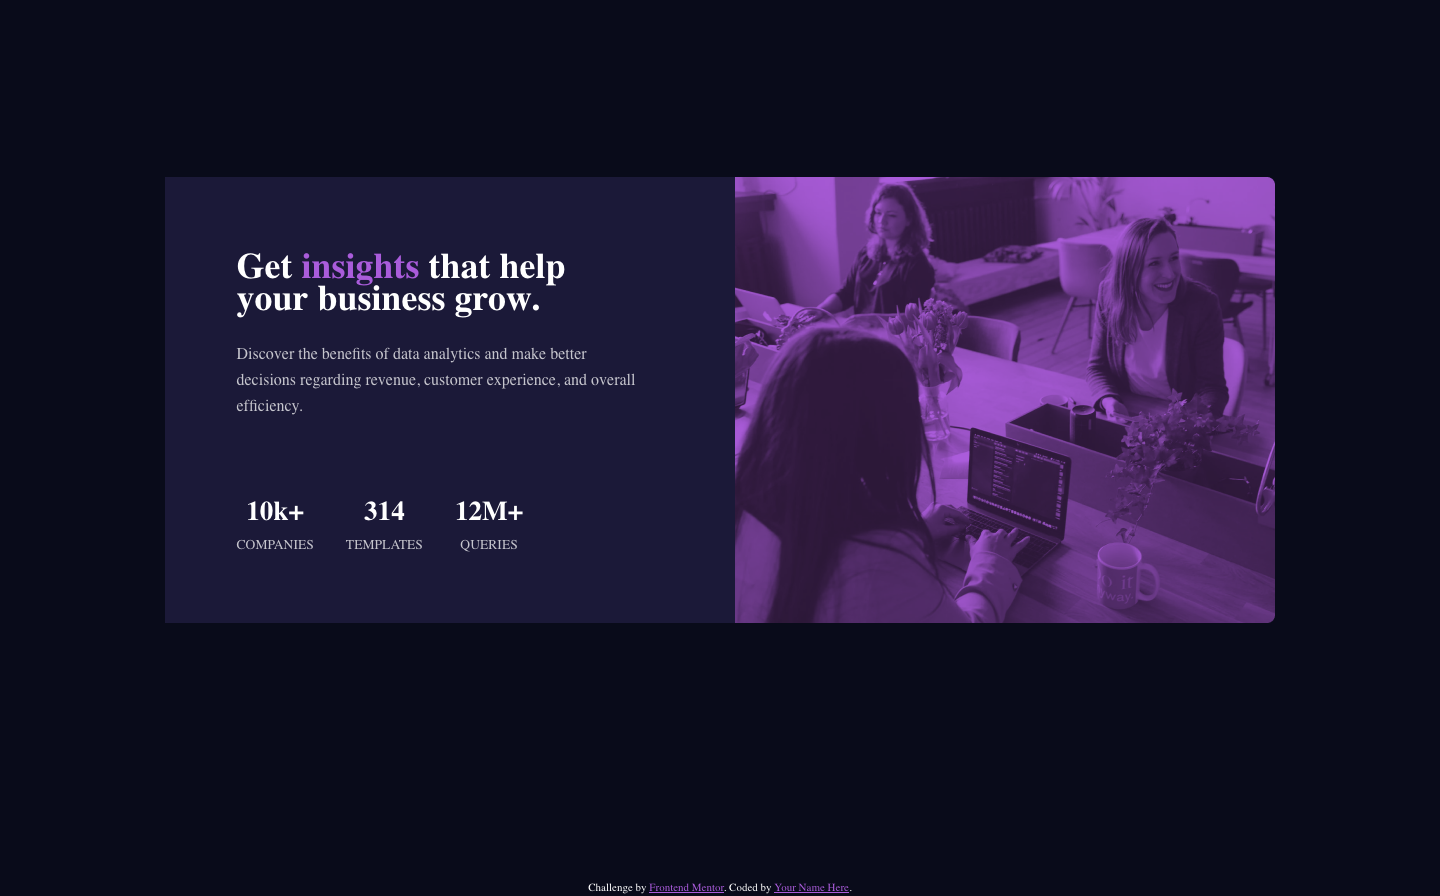 Get insights that help
your business grow.
Discover the benefits of data analytics and make better
decisions regarding revenue, customer experience, and overall
efficiency.
10k+ 314 12M+
COMPANIES TEMPLATES QUERIES
Challenge by Frontend Mentor. Coded by Your Name Here.